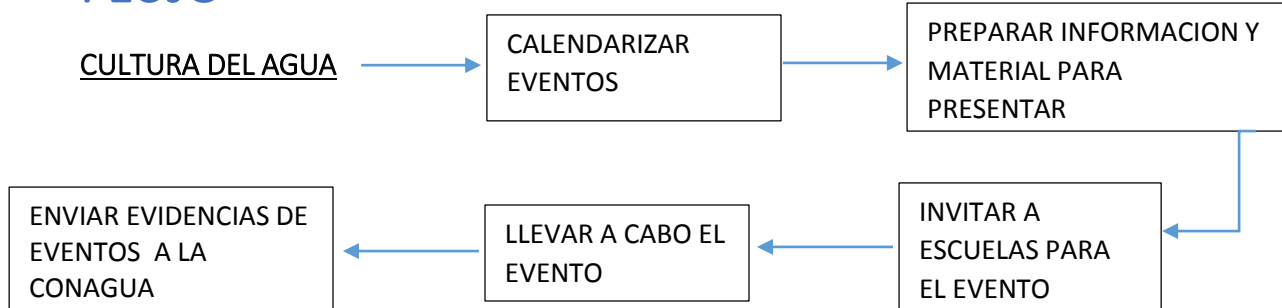 CULTURA DEL AGUA
CALENDARIZAR
EVENTOS
PREPARAR INFORMACION Y
MATERIAL PARA
PRESENTAR
INVITAR A
ESCUELAS PARA
EL EVENTO
LLEVAR A CABO EL
EVENTO
ENVIAR EVIDENCIAS DE
EVENTOS A LA
CONAGUA